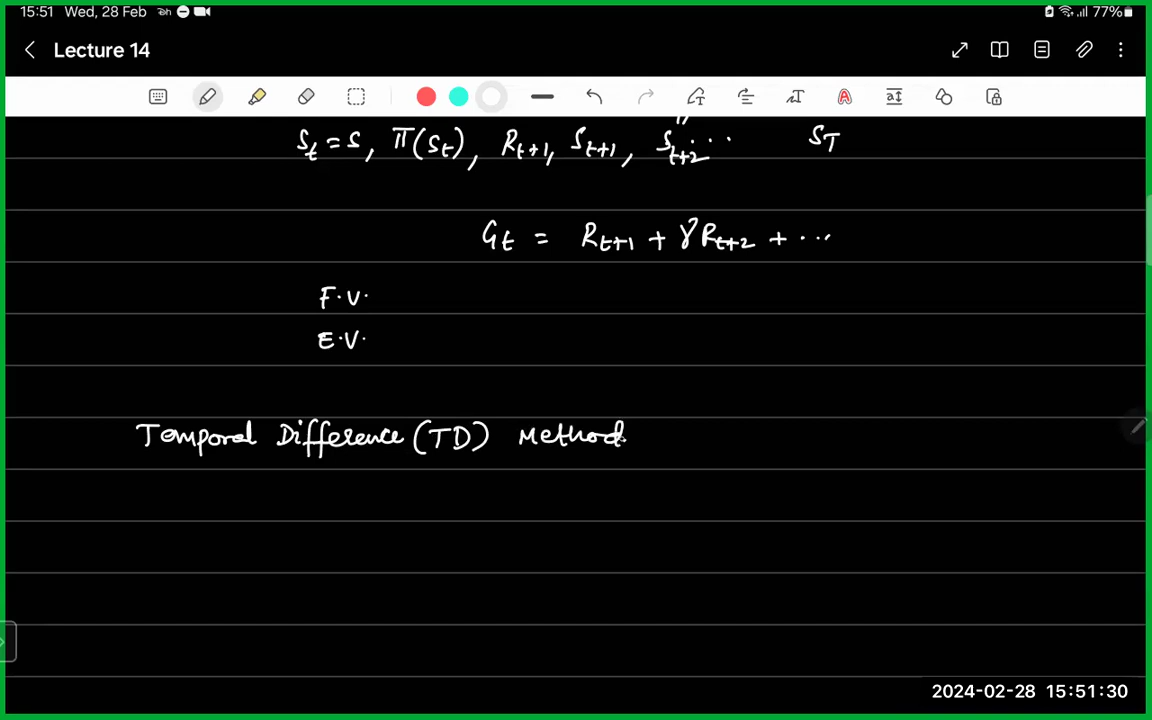 15:51 Wed, 28 Feb 77%
Lecture 14
S_t = s, π(S_t), R_{t+1}, S_{t+1}, S_{t+2} ... S_T
G_t = R_{t+1} + γR_{t+2} + ...
F.V.
E.V.
Temporal Difference (TD) Method
2024-02-28 15:51:30